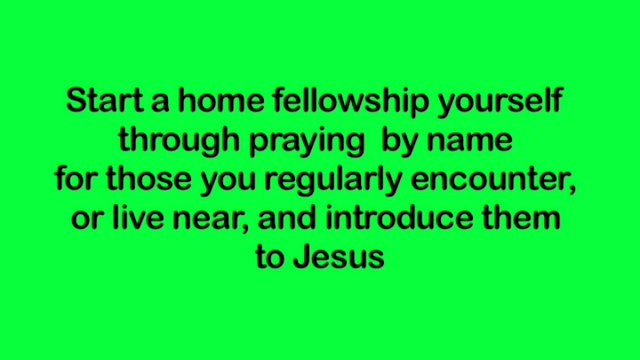 Start a home fellowship yourself
through praying  by name
for those you regularly encounter,
or live near, and introduce them
to Jesus